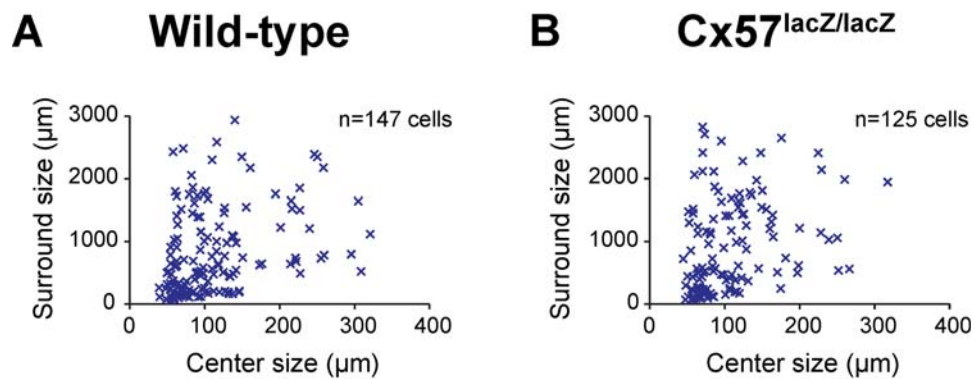 A Wild-type
3000
2000
1000
0
Surround size (µm)
n=147 cells
0 100 200 300 400
Center size (µm)
B Cx57lacZ/lacZ
3000
2000
1000
0
Surround size (µm)
n=125 cells
0 100 200 300 400
Center size (µm)